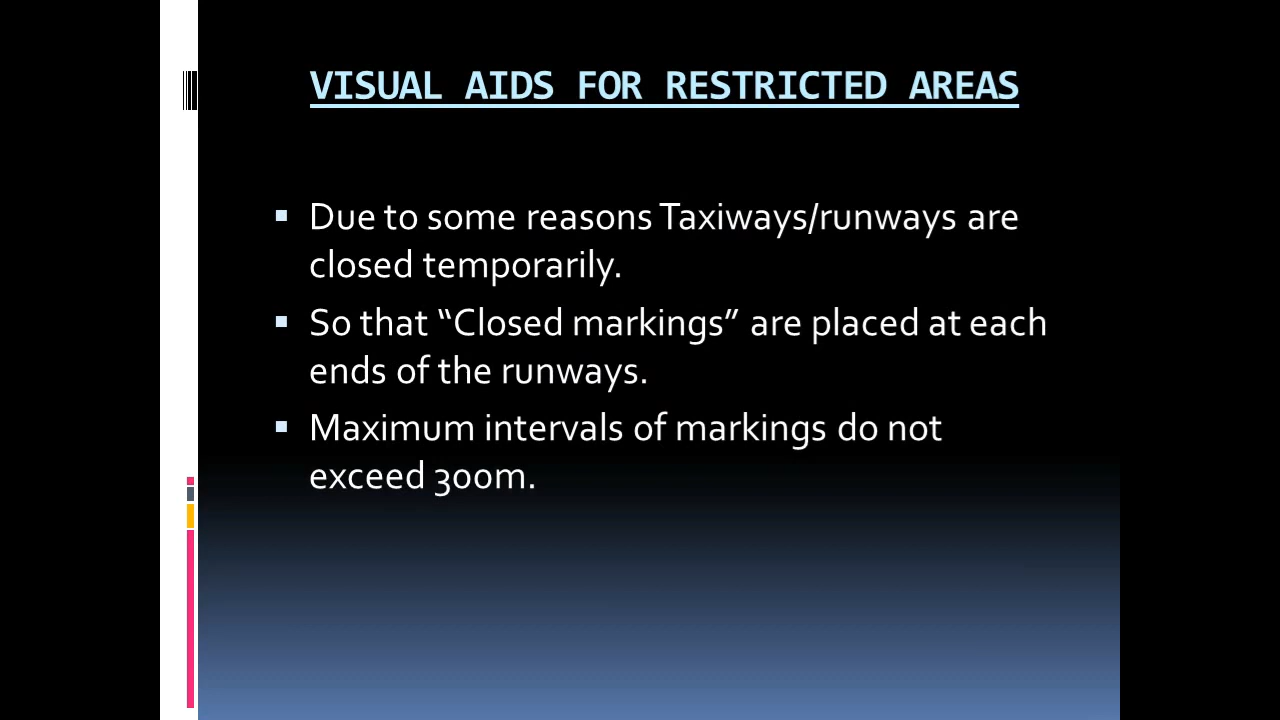 VISUAL AIDS FOR RESTRICTED AREAS
Due to some reasons Taxiways/runways are
closed temporarily.
So that “Closed markings” are placed at each
ends of the runways.
Maximum intervals of markings do not
exceed 300m.